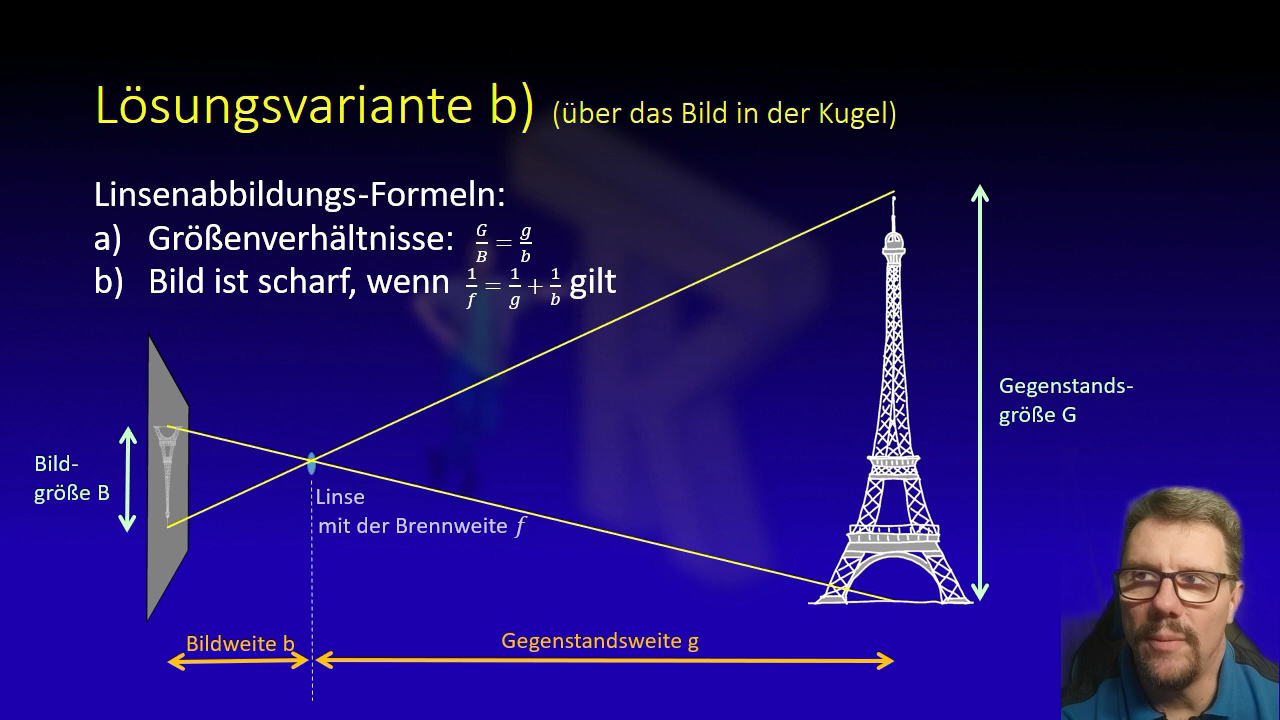 Lösungsvariante b) (über das Bild in der Kugel)
Linsenabbildungs-Formeln:
a) Größenverhältnisse: G/B = g/b
b) Bild ist scharf, wenn 1/f = 1/g + 1/b gilt
Gegenstands-
größe G
Bild-
größe B
Linse
mit der Brennweite f
Bildweite b
Gegenstandsweite g